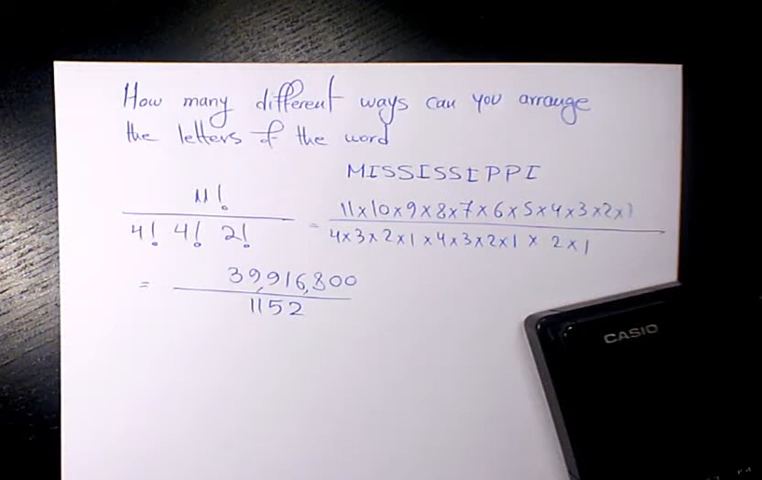 How many different ways can you arrange
the letters of the word
MISSISSIPPI
11! / 4! 4! 2! = 11×10×9×8×7×6×5×4×3×2×1 / 4×3×2×1×4×3×2×1 × 2×1
= 39,916,800 / 1152
CASIO